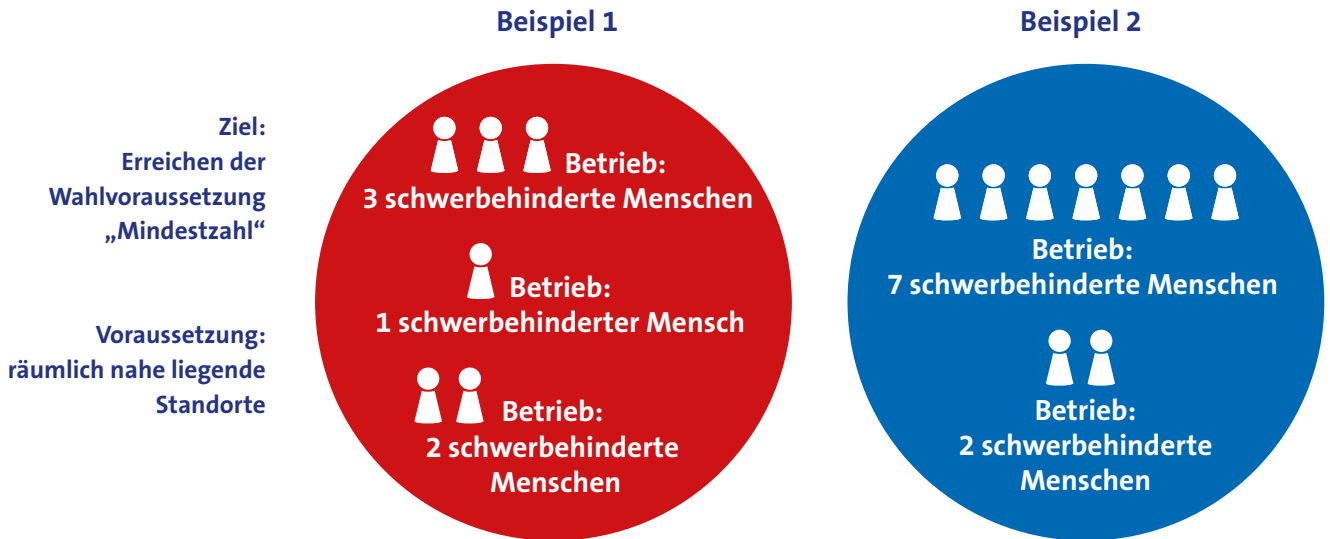 Beispiel 1
Beispiel 2
Ziel:
Erreichen der
Wahlvoraussetzung
„Mindestzahl“
Voraussetzung:
räumlich nahe liegende
Standorte
Betrieb:
3 schwerbehinderte Menschen
Betrieb:
1 schwerbehinderter Mensch
Betrieb:
2 schwerbehinderte
Menschen
Betrieb:
7 schwerbehinderte Menschen
Betrieb:
2 schwerbehinderte
Menschen